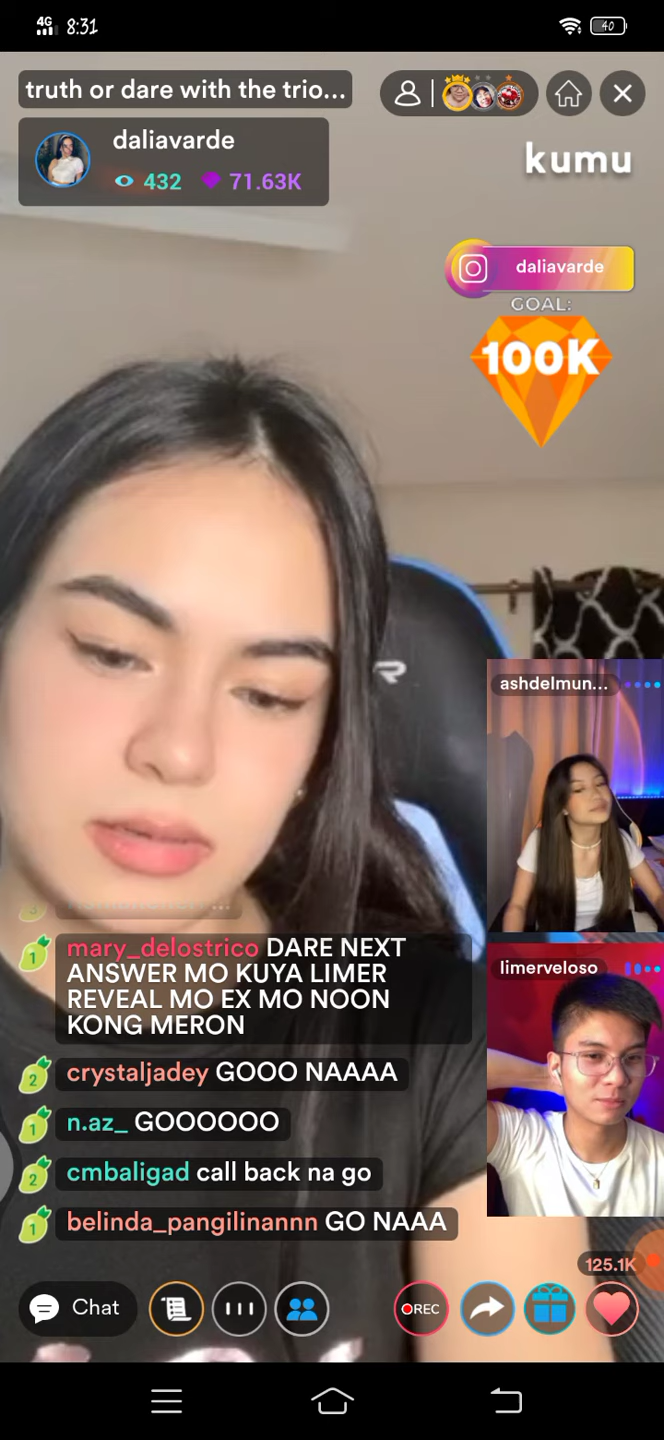 4G 8:31 40
truth or dare with the trio...
daliavarde
432 71.63K
kumu
daliavarde
GOAL:
100K
ashdelmun...
limerveloso
mary_delostrico DARE NEXT
ANSWER MO KUYA LIMER
REVEAL MO EX MO NOON
KONG MERON
crystaljadey GOOO NAAAA
n.az_ GOOOOOO
cmbaligad call back na go
belinda_pangilinannn GO NAAA
125.1K
Chat
REC